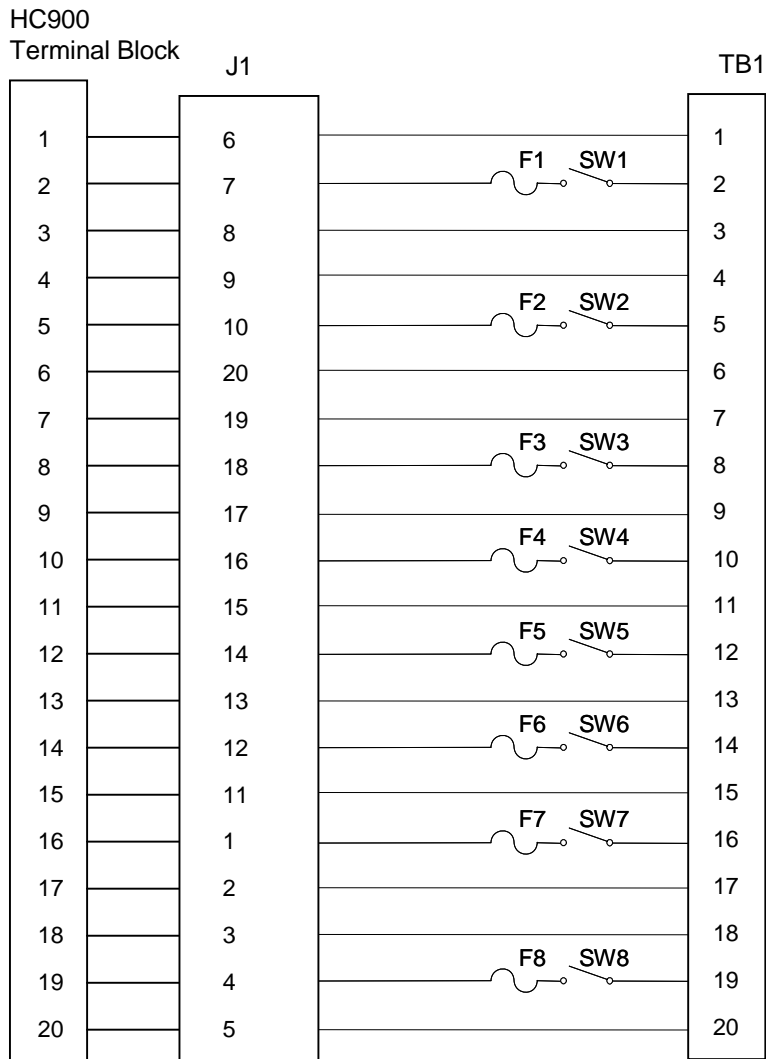 HC900
Terminal Block
J1
TB1
1 6 1
F1 SW1
2 7 2
3 8 3
4 9 4
F2 SW2
5 10 5
6 20 6
7 19 7
F3 SW3
8 18 8
9 17 9
F4 SW4
10 16 10
11 15 11
F5 SW5
12 14 12
13 13 13
F6 SW6
14 12 14
15 11 15
F7 SW7
16 1 16
17 2 17
18 3 18
F8 SW8
19 4 19
20 5 20